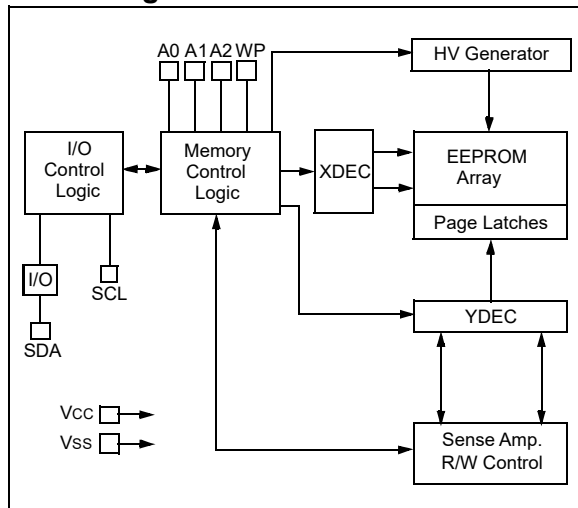 A0 A1 A2 WP
HV Generator
I/O
Control
Logic
Memory
Control
Logic
XDEC
EEPROM
Array
Page Latches
I/O
SCL
SDA
YDEC
Vcc
Vss
Sense Amp.
R/W Control